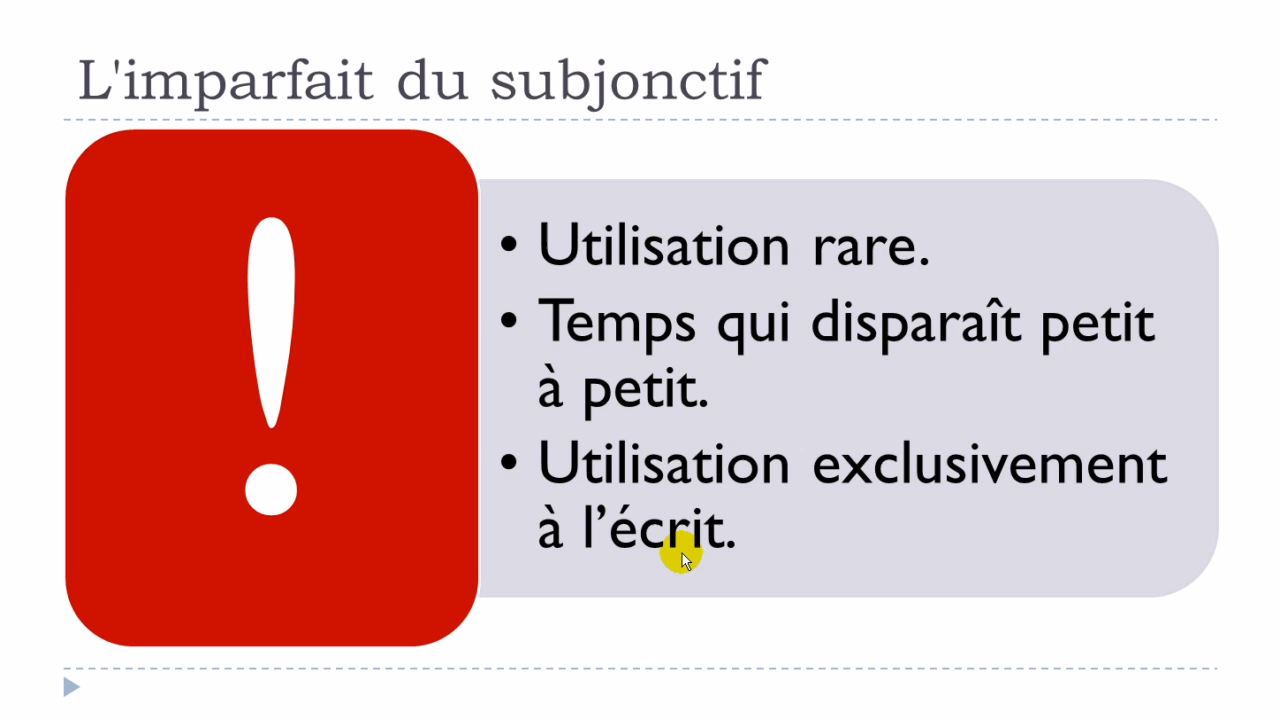 L'imparfait du subjonctif
!
• Utilisation rare.
• Temps qui disparaît petit
à petit.
• Utilisation exclusivement
à l’écrit.